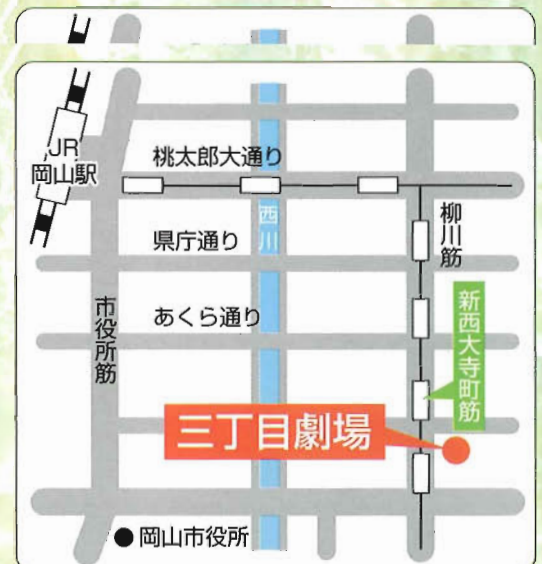 JR
岡山駅
桃太郎大通り
西川
柳川筋
県庁通り
市役所筋
あくら通り
新西大寺町筋
三丁目劇場
岡山市役所